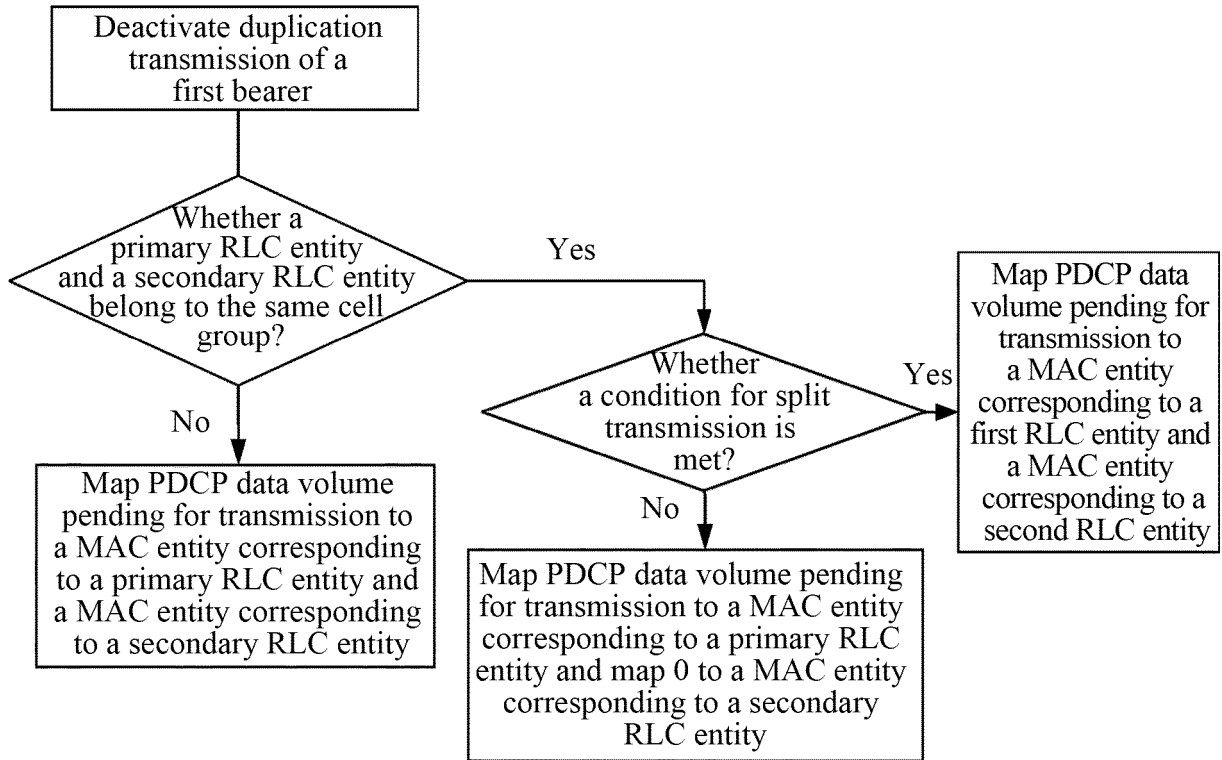 Deactivate duplication
transmission of a
first bearer
Whether a
primary RLC entity
and a secondary RLC entity
belong to the same cell
group?
Yes
No
Map PDCP data volume
pending for transmission to
a MAC entity corresponding
to a primary RLC entity and
a MAC entity corresponding
to a secondary RLC entity
Whether
a condition for split
transmission is
met?
Yes
No
Map PDCP data
volume pending for
transmission to
a MAC entity
corresponding to a
first RLC entity and
a MAC entity
corresponding to a
second RLC entity
Map PDCP data volume pending
for transmission to a MAC entity
corresponding to a primary RLC
entity and map 0 to a MAC entity
corresponding to a secondary
RLC entity